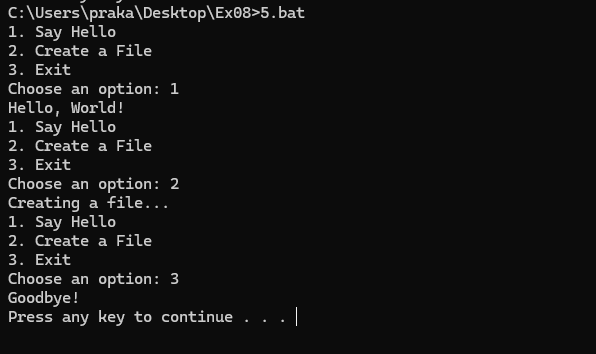 C:\Users\praka\Desktop\Ex08>5.bat
1. Say Hello
2. Create a File
3. Exit
Choose an option: 1
Hello, World!
1. Say Hello
2. Create a File
3. Exit
Choose an option: 2
Creating a file...
1. Say Hello
2. Create a File
3. Exit
Choose an option: 3
Goodbye!
Press any key to continue . . .